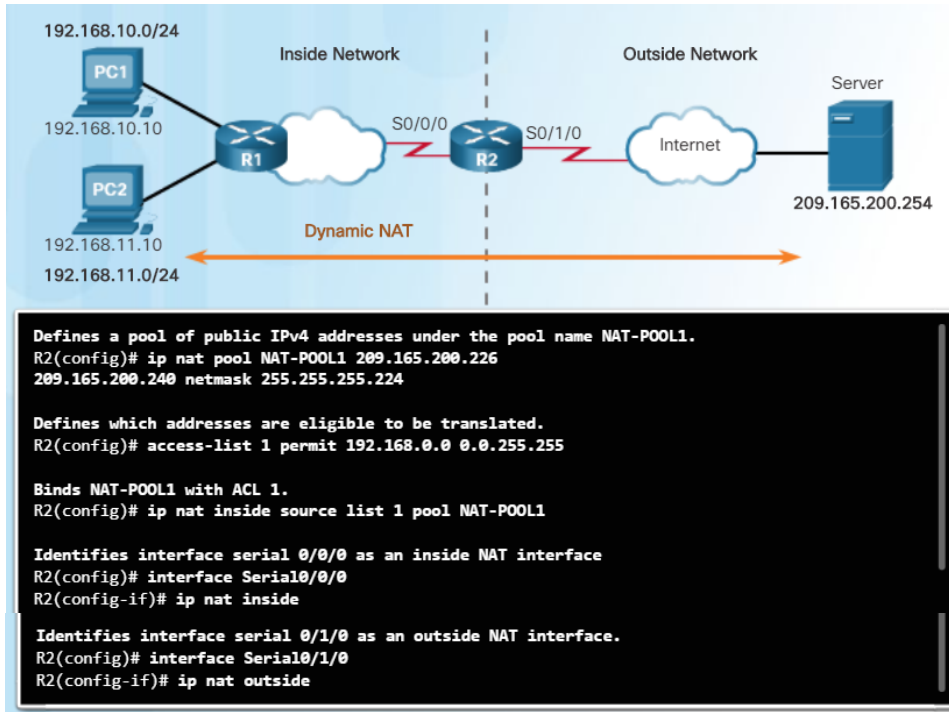 192.168.10.0/24
PC1
192.168.10.10
PC2
192.168.11.10
192.168.11.0/24
Inside Network
Outside Network
R1
S0/0/0
R2
S0/1/0
Internet
Server
209.165.200.254
Dynamic NAT
Defines a pool of public IPv4 addresses under the pool name NAT-POOL1.
R2(config)# ip nat pool NAT-POOL1 209.165.200.226
209.165.200.240 netmask 255.255.255.224
Defines which addresses are eligible to be translated.
R2(config)# access-list 1 permit 192.168.0.0 0.0.255.255
Binds NAT-POOL1 with ACL 1.
R2(config)# ip nat inside source list 1 pool NAT-POOL1
Identifies interface serial 0/0/0 as an inside NAT interface
R2(config)# interface Serial0/0/0
R2(config-if)# ip nat inside
Identifies interface serial 0/1/0 as an outside NAT interface.
R2(config)# interface Serial0/1/0
R2(config-if)# ip nat outside